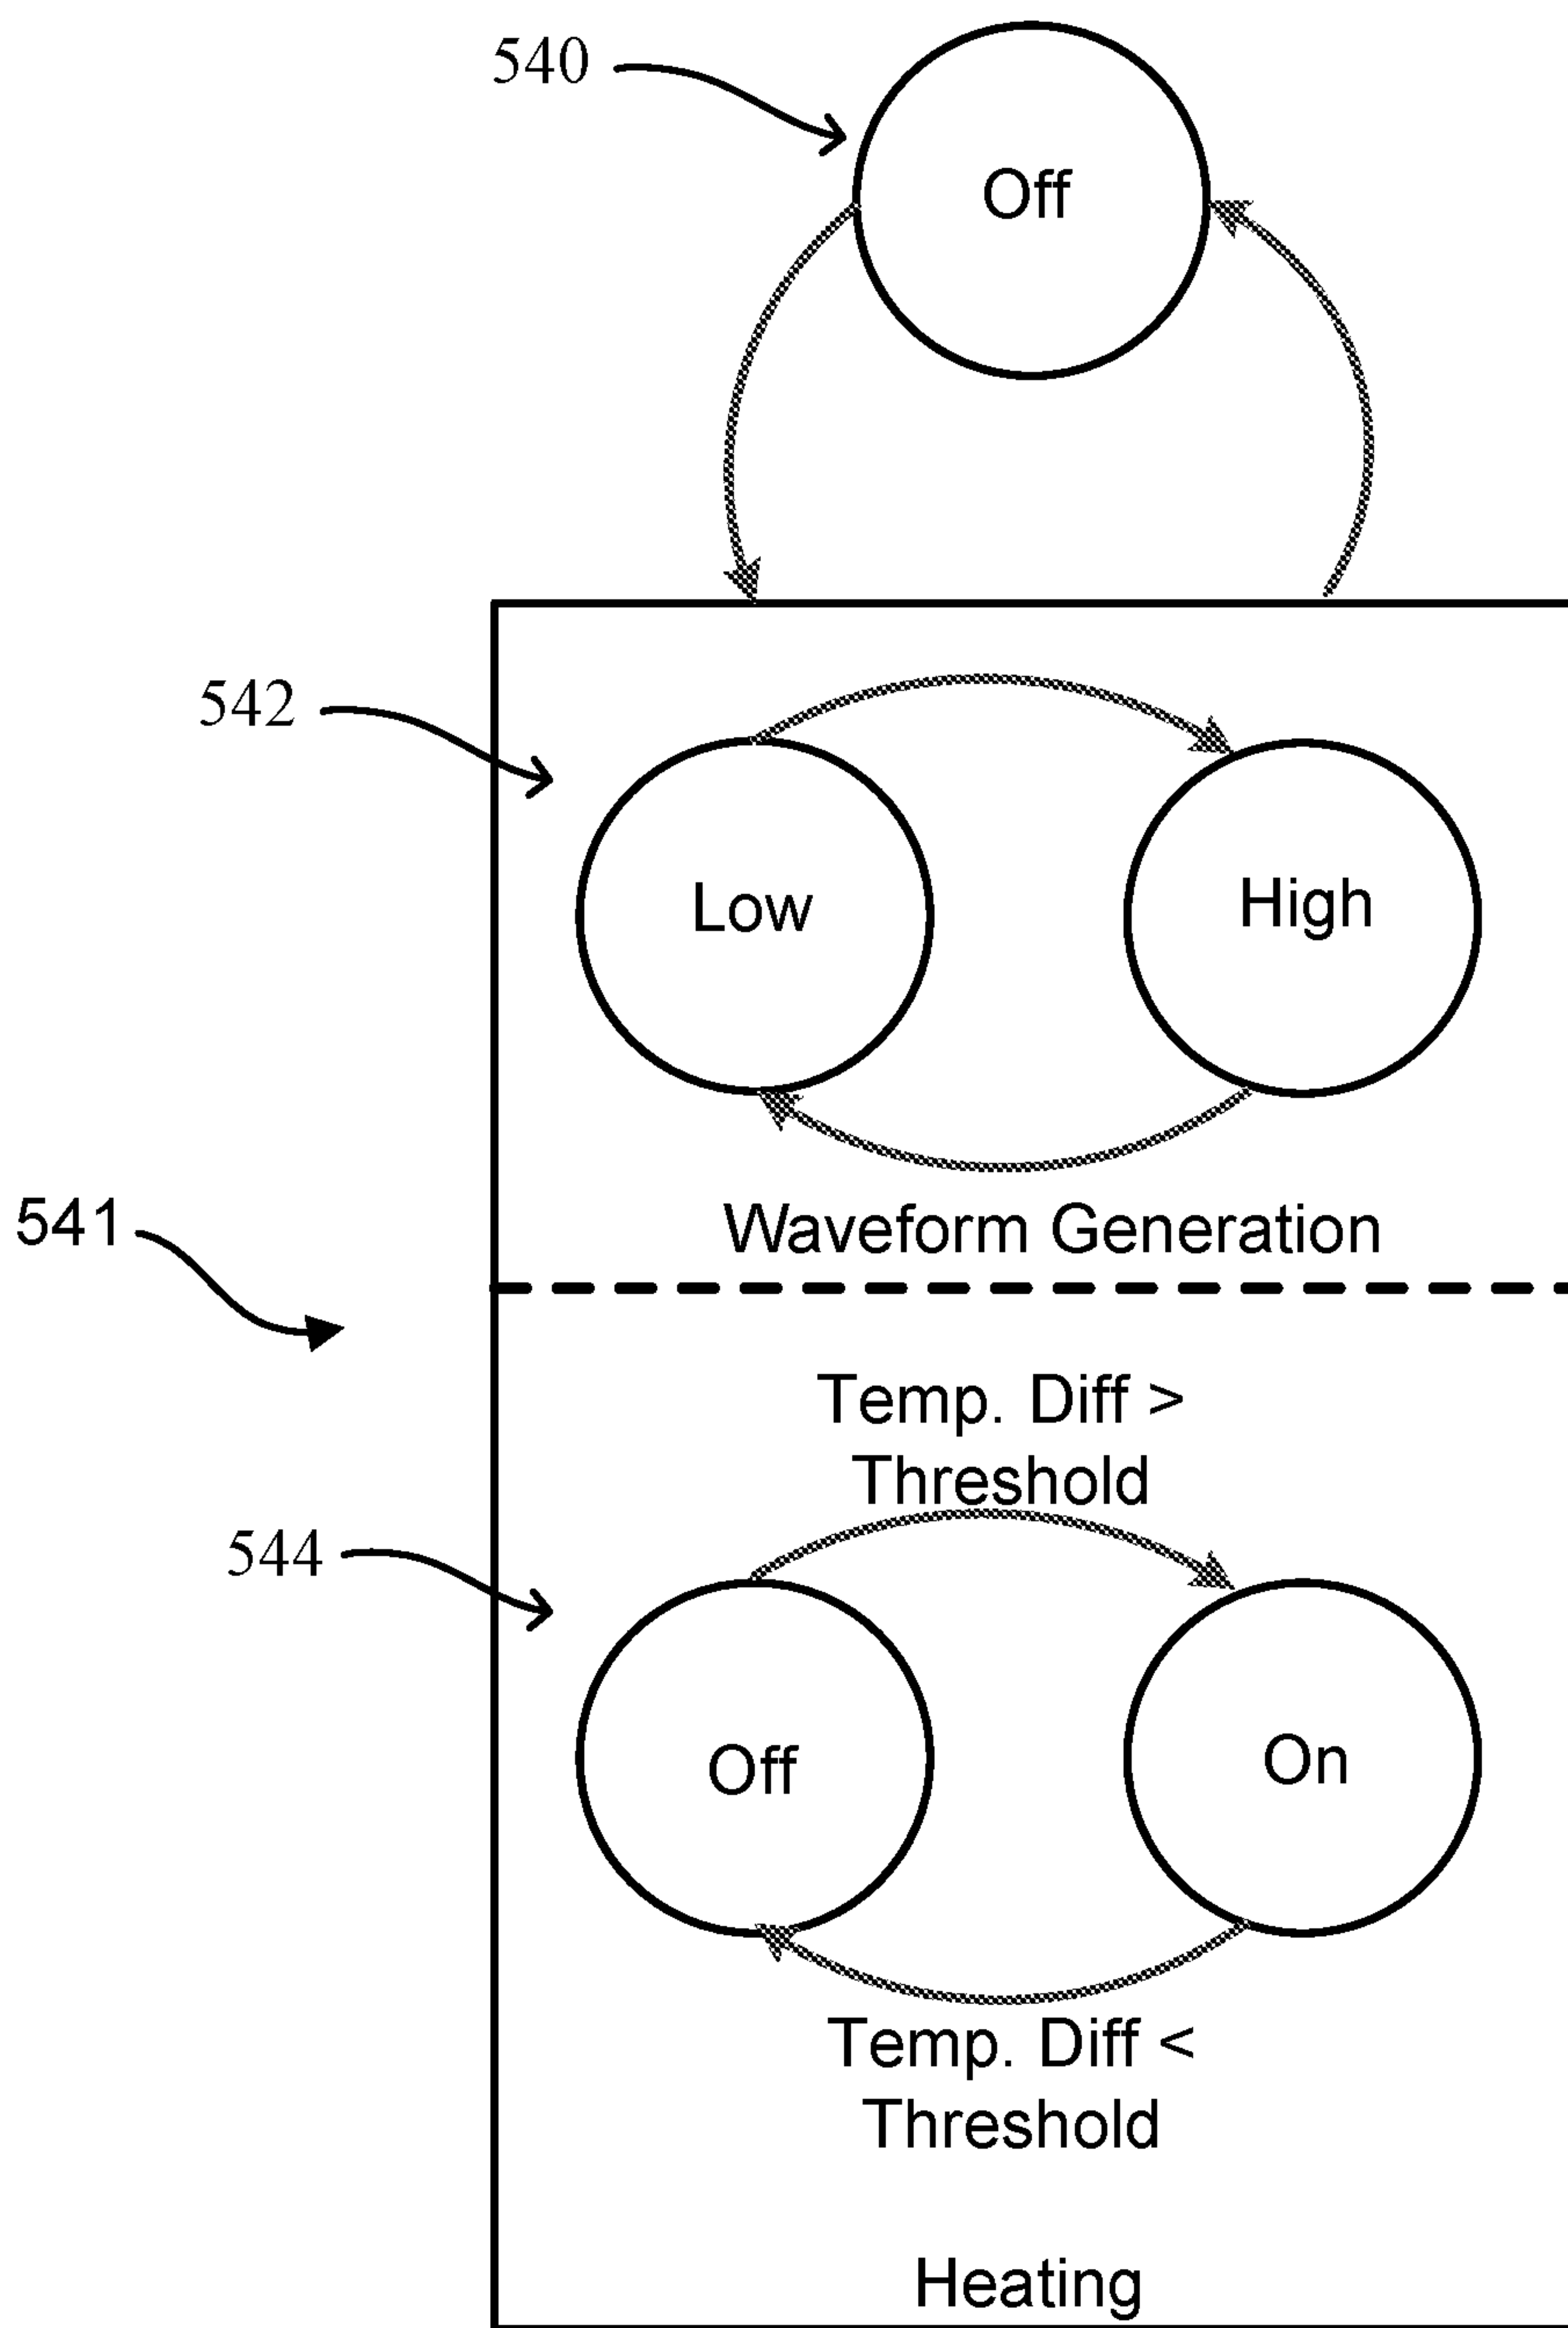 540
Off
542
Low
High
541
Waveform Generation
Temp. Diff >
Threshold
544
Off
On
Temp. Diff <
Threshold
Heating